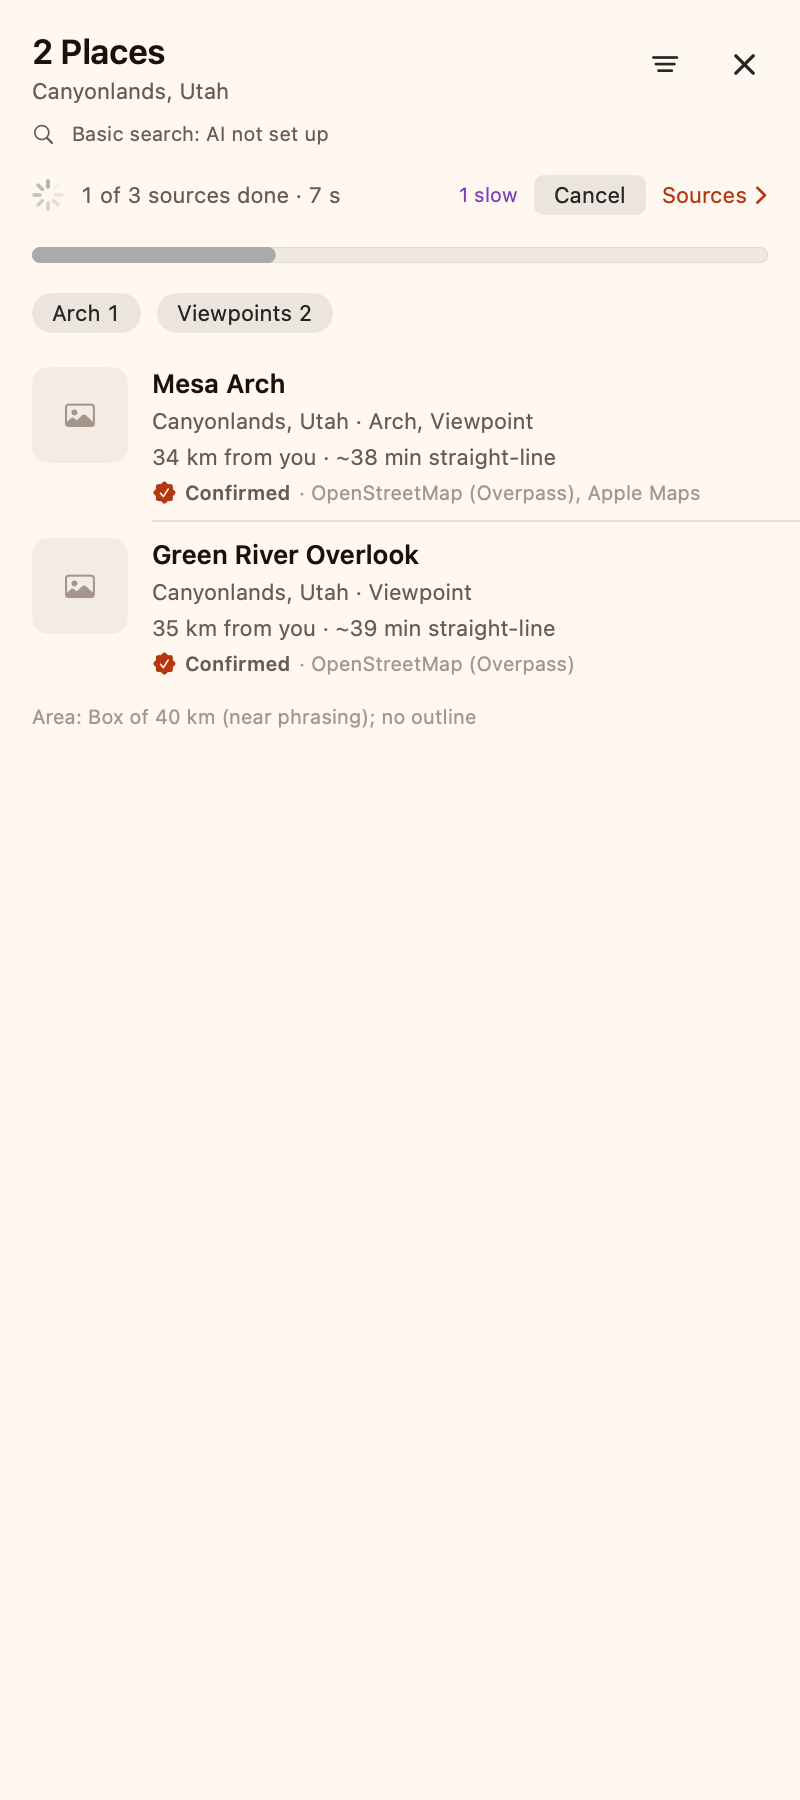 2 Places
Canyonlands, Utah
Basic search: AI not set up
1 of 3 sources done · 7 s
1 slow
Cancel
Sources
Arch 1
Viewpoints 2
Mesa Arch
Canyonlands, Utah · Arch, Viewpoint
34 km from you · ~38 min straight-line
Confirmed · OpenStreetMap (Overpass), Apple Maps
Green River Overlook
Canyonlands, Utah · Viewpoint
35 km from you · ~39 min straight-line
Confirmed · OpenStreetMap (Overpass)
Area: Box of 40 km (near phrasing); no outline